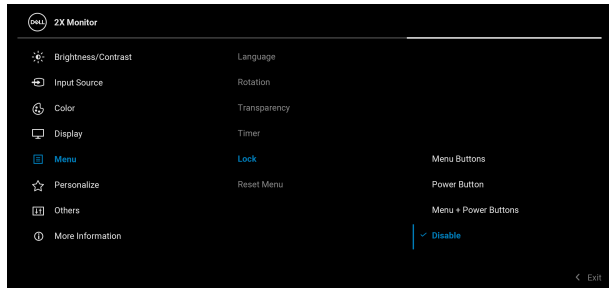 DELL 2X Monitor
Brightness/Contrast
Input Source
Color
Display
Menu
Personalize
Others
More Information
Language
Rotation
Transparency
Timer
Lock
Reset Menu
Menu Buttons
Power Button
Menu + Power Buttons
Disable
Exit